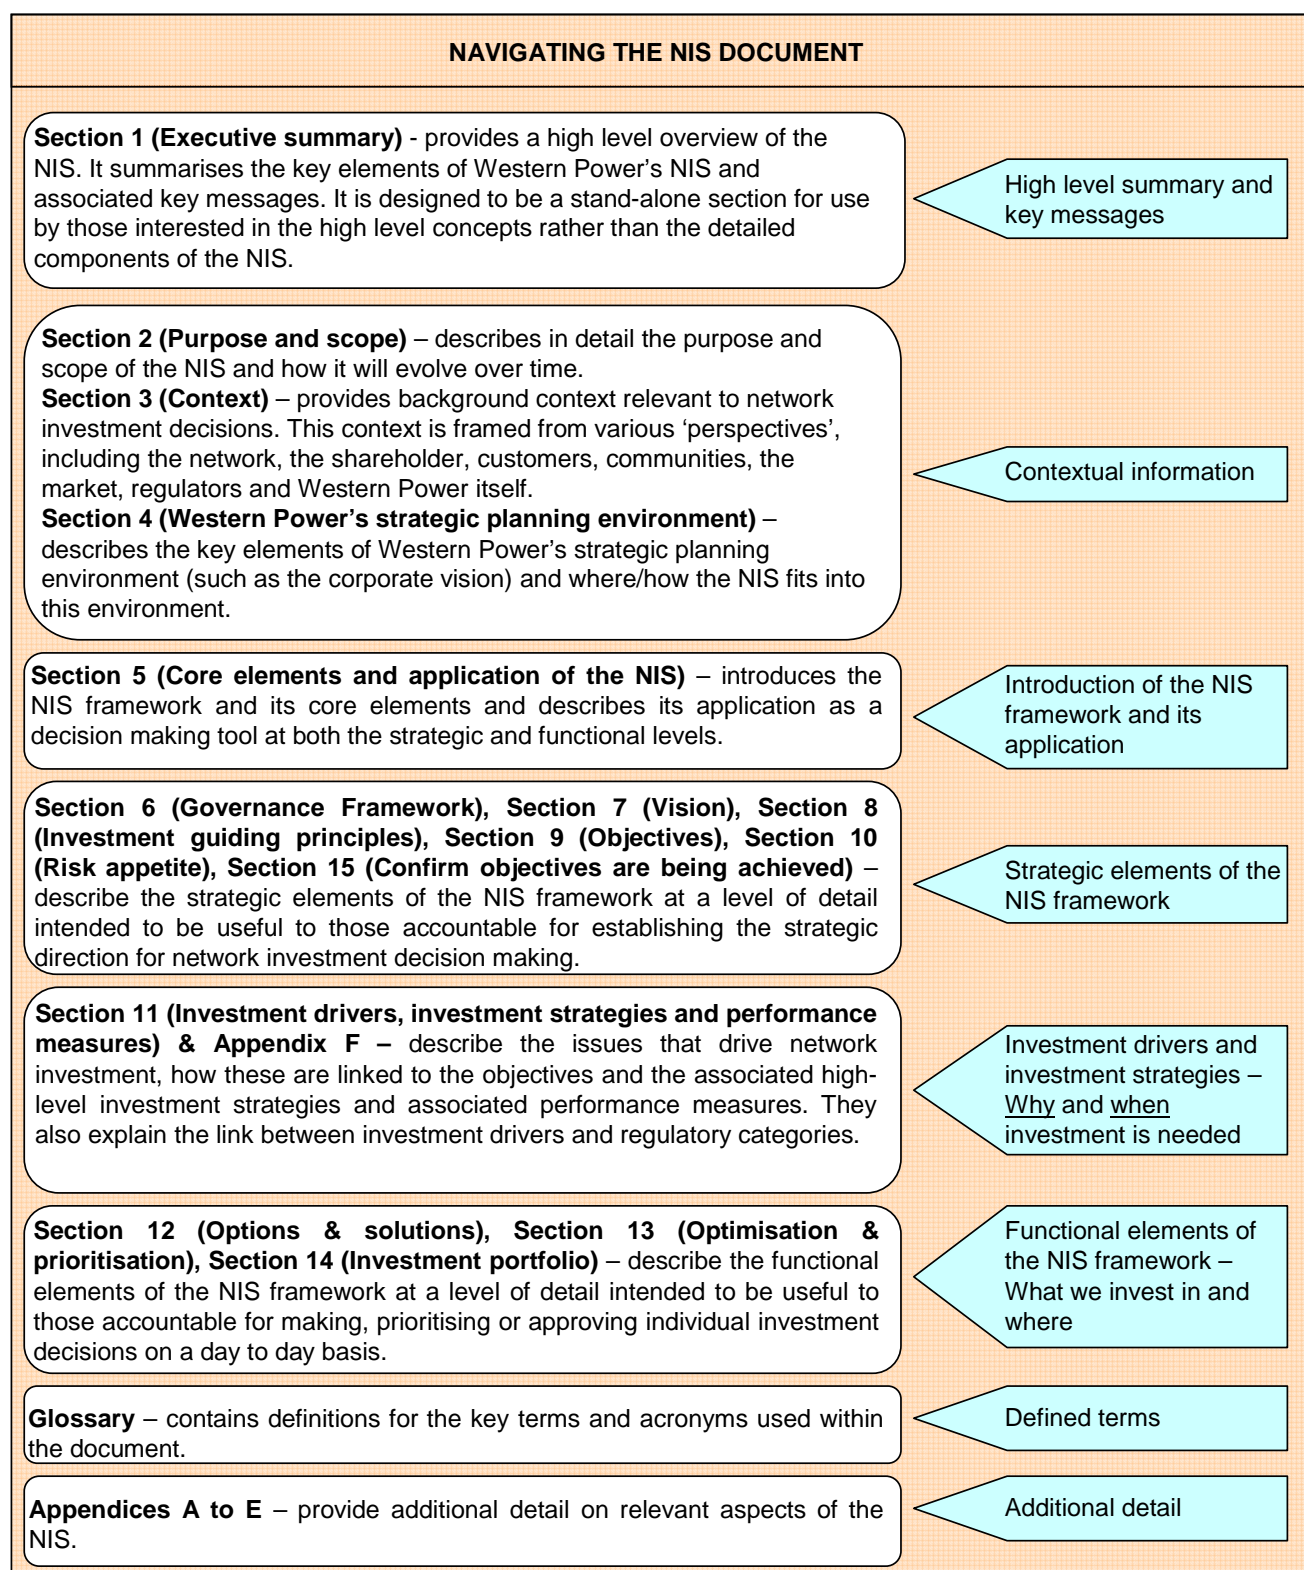 NAVIGATING THE NIS DOCUMENT
Section 1 (Executive summary) - provides a high level overview of the
NIS. It summarises the key elements of Western Power’s NIS and
associated key messages. It is designed to be a stand-alone section for use
by those interested in the high level concepts rather than the detailed
components of the NIS.
High level summary and
key messages
Section 2 (Purpose and scope) – describes in detail the purpose and
scope of the NIS and how it will evolve over time.
Section 3 (Context) – provides background context relevant to network
investment decisions. This context is framed from various ‘perspectives’,
including the network, the shareholder, customers, communities, the
market, regulators and Western Power itself.
Section 4 (Western Power’s strategic planning environment) –
describes the key elements of Western Power’s strategic planning
environment (such as the corporate vision) and where/how the NIS fits into
this environment.
Contextual information
Section 5 (Core elements and application of the NIS) – introduces the
NIS framework and its core elements and describes its application as a
decision making tool at both the strategic and functional levels.
Introduction of the NIS
framework and its
application
Section 6 (Governance Framework), Section 7 (Vision), Section 8
(Investment guiding principles), Section 9 (Objectives), Section 10
(Risk appetite), Section 15 (Confirm objectives are being achieved) –
describe the strategic elements of the NIS framework at a level of detail
intended to be useful to those accountable for establishing the strategic
direction for network investment decision making.
Strategic elements of the
NIS framework
Section 11 (Investment drivers, investment strategies and performance
measures) & Appendix F – describe the issues that drive network
investment, how these are linked to the objectives and the associated high-
level investment strategies and associated performance measures. They
also explain the link between investment drivers and regulatory categories.
Investment drivers and
investment strategies –
Why and when
investment is needed
Section 12 (Options & solutions), Section 13 (Optimisation &
prioritisation), Section 14 (Investment portfolio) – describe the functional
elements of the NIS framework at a level of detail intended to be useful to
those accountable for making, prioritising or approving individual investment
decisions on a day to day basis.
Functional elements of
the NIS framework –
What we invest in and
where
Glossary – contains definitions for the key terms and acronyms used within
the document.
Defined terms
Appendices A to E – provide additional detail on relevant aspects of the
NIS.
Additional detail